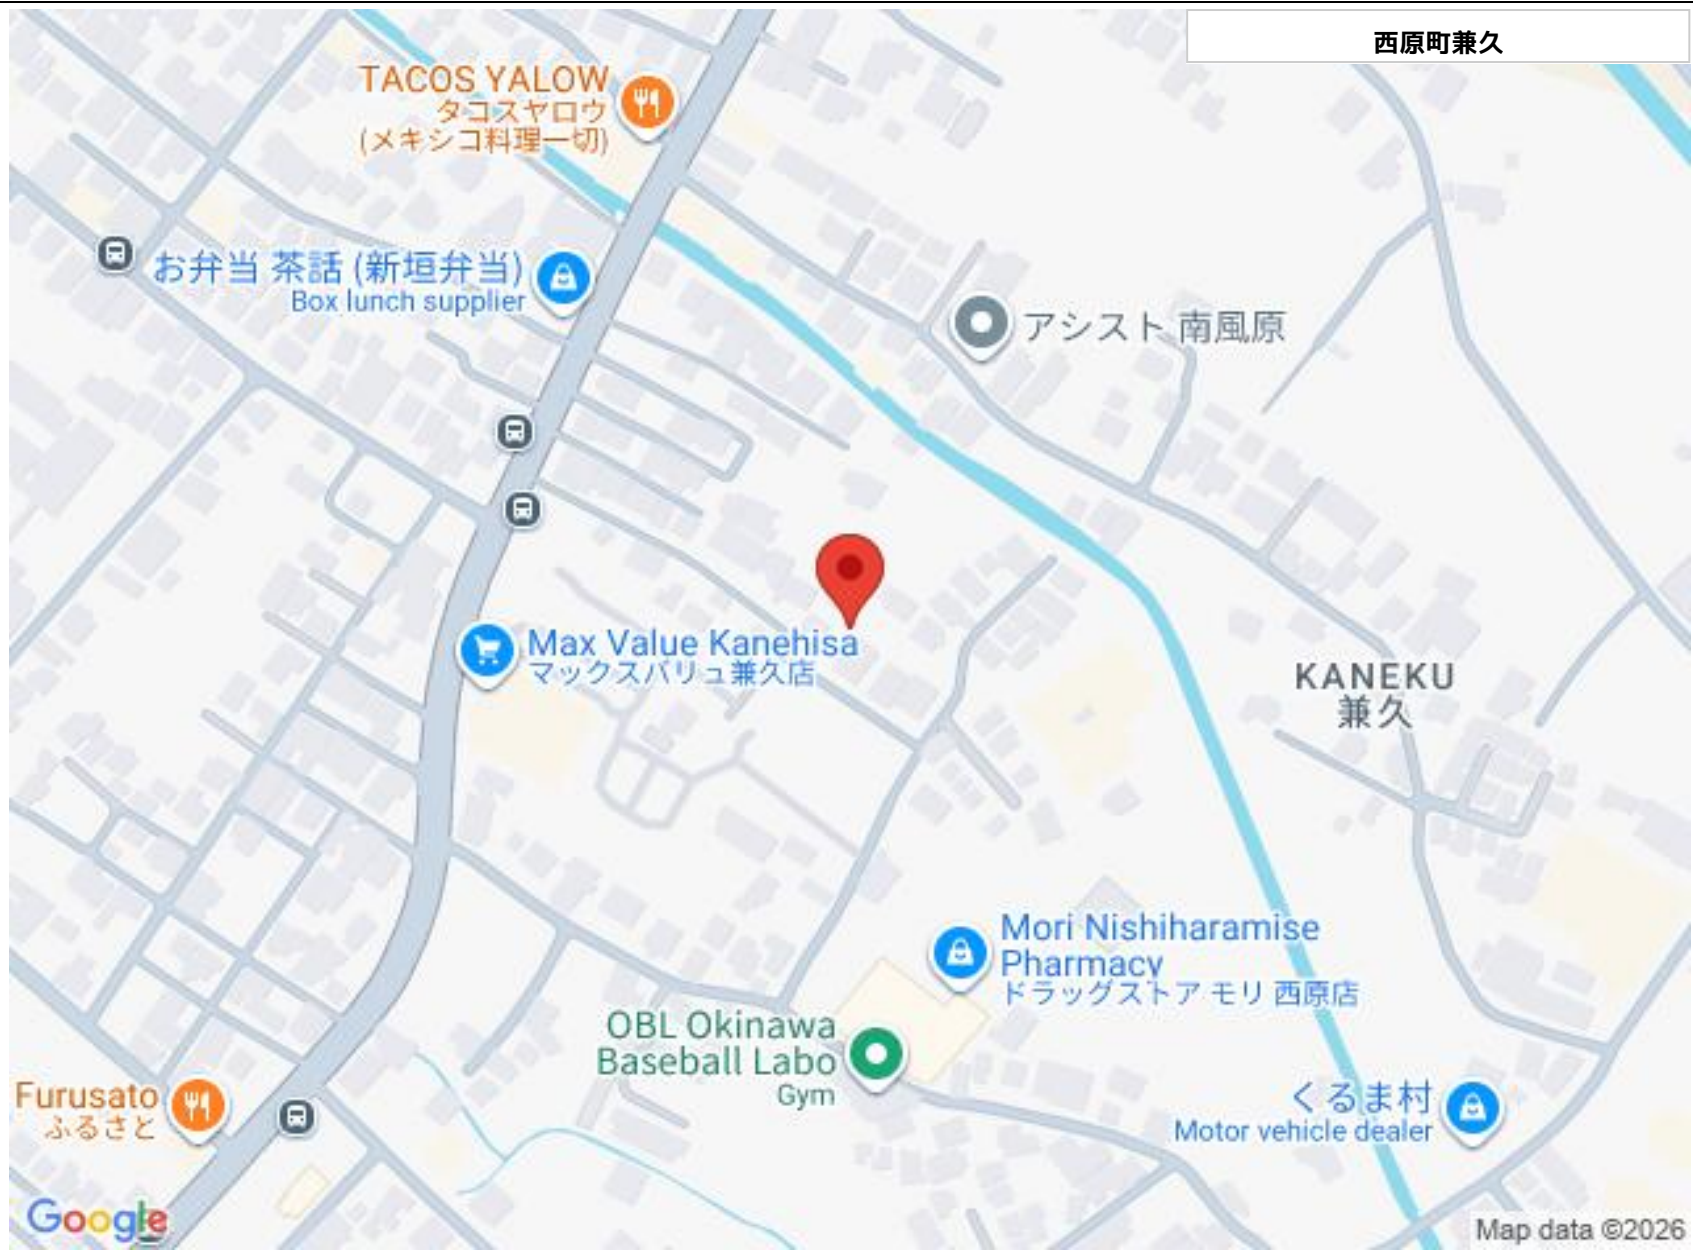 西原町兼久
TACOS YALOW
タコスヤロウ
(メキシコ料理一切)
お弁当 茶話 (新垣弁当)
Box lunch supplier
アシスト 南風原
Max Value Kanehisa
マックスバリュ兼久店
KANEKU
兼久
Mori Nishiharamise
Pharmacy
ドラッグストア モリ 西原店
OBL Okinawa
Baseball Labo
Gym
Furusato
ふるさと
くるま村
Motor vehicle dealer
Google
Map data ©2026